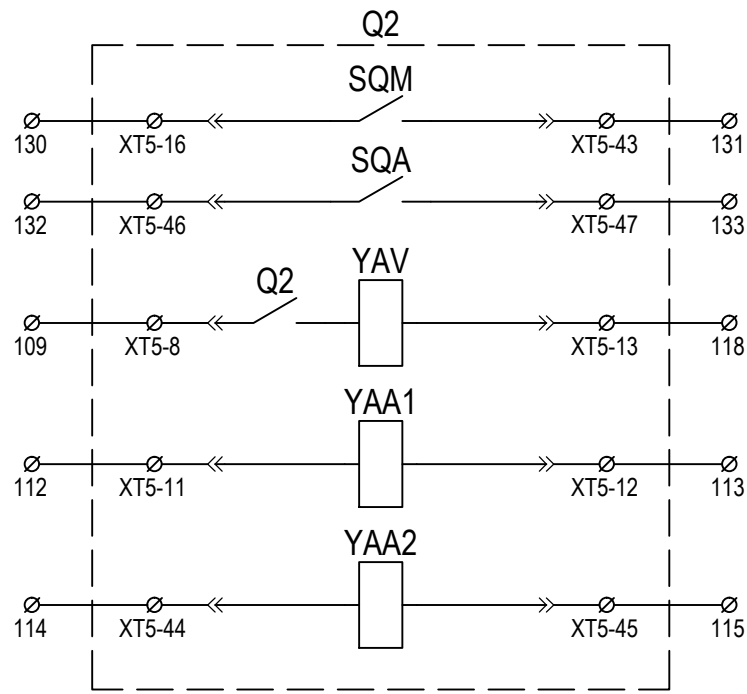 Q2
SQM
130 XT5-16 XT5-43 131
SQA
132 XT5-46 XT5-47 133
YAV
Q2
109 XT5-8 XT5-13 118
YAA1
112 XT5-11 XT5-12 113
YAA2
114 XT5-44 XT5-45 115